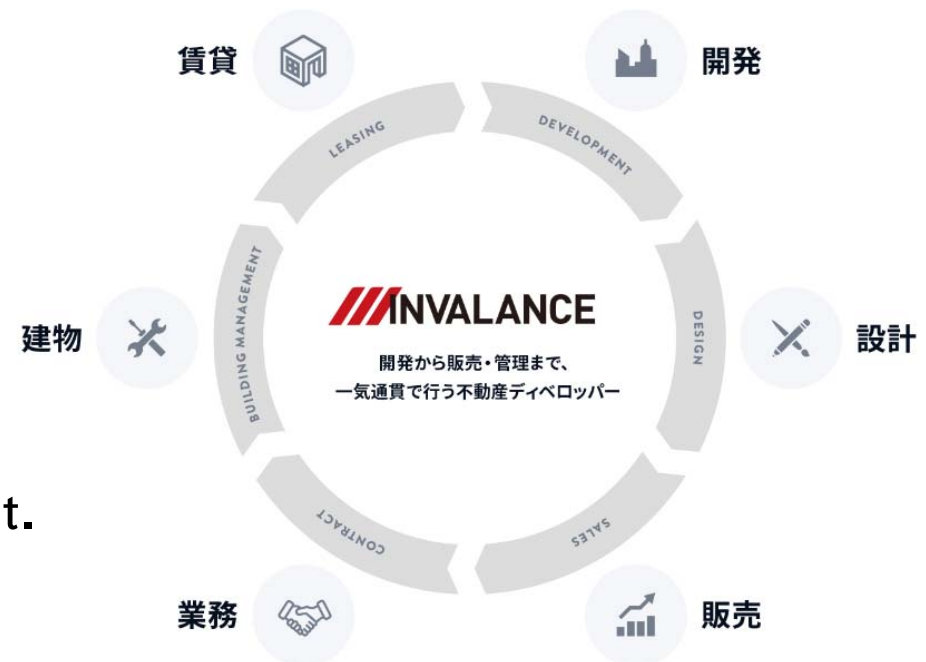 賃貸
開発
LEASING
DEVELOPMENT
BUILDING MANAGEMENT
INVALANCE
DESIGN
建物
設計
開発から販売・管理まで、
一気通貫で行う不動産ディベロッパー
t.
CONTRACT
SALES
業務
販売